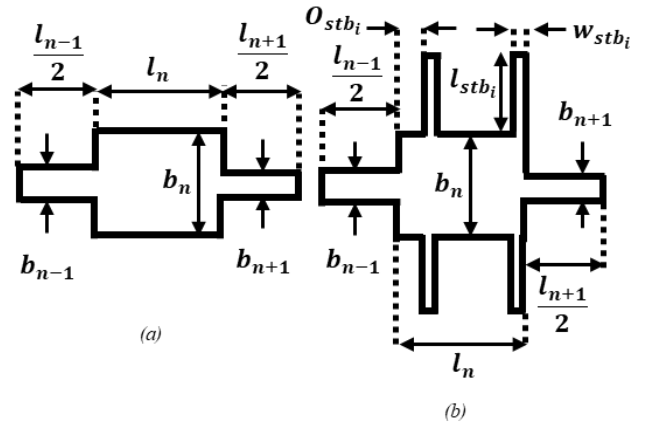 l_{n-1}/2
l_n
l_{n+1}/2
b_n
b_{n-1}
b_{n+1}
(a)
O_{stb_i}
w_{stb_i}
l_{n-1}/2
l_{stb_i}
b_{n+1}
b_n
b_{n-1}
l_{n+1}/2
l_n
(b)